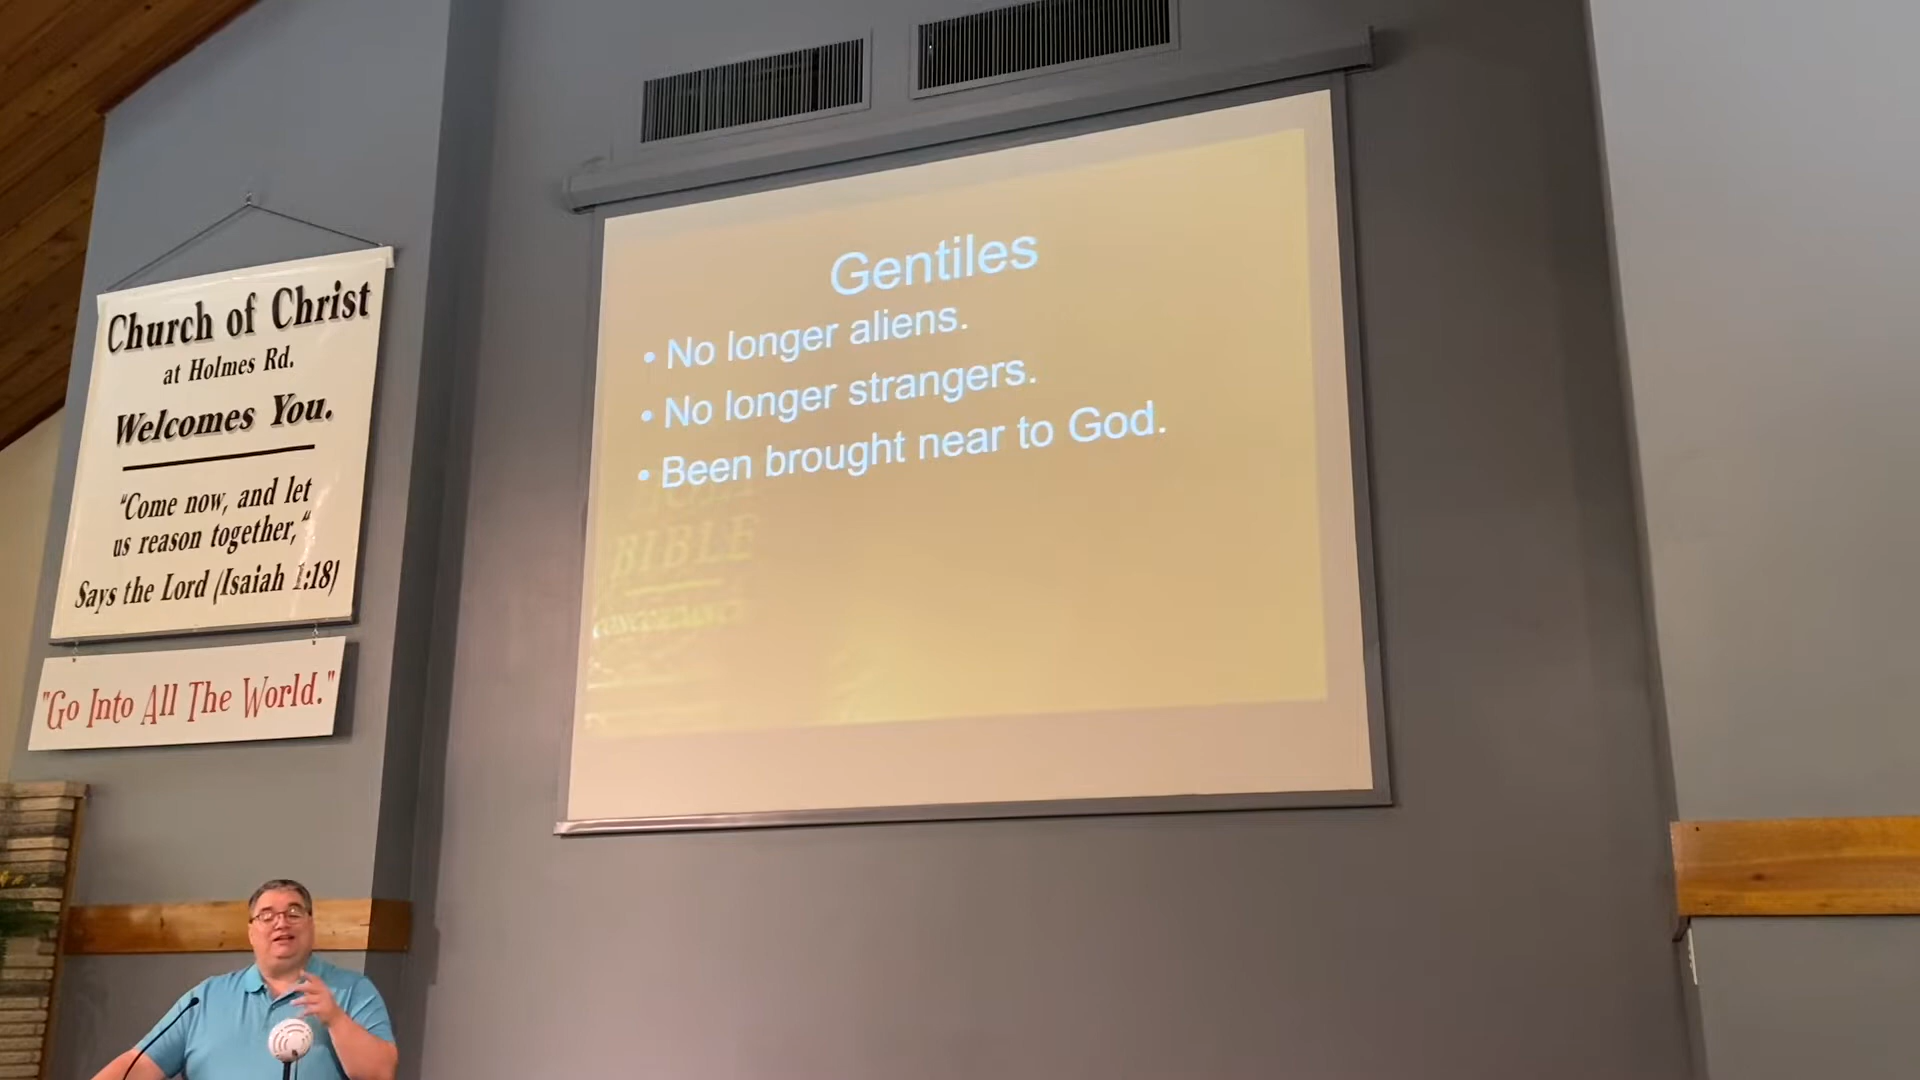 Church of Christ
at Holmes Rd.
Welcomes You.
"Come now, and let
us reason together,"
Says the Lord (Isaiah 1:18)
"Go Into All The World."
Gentiles
• No longer aliens.
• No longer strangers.
• Been brought near to God.
BIBLE